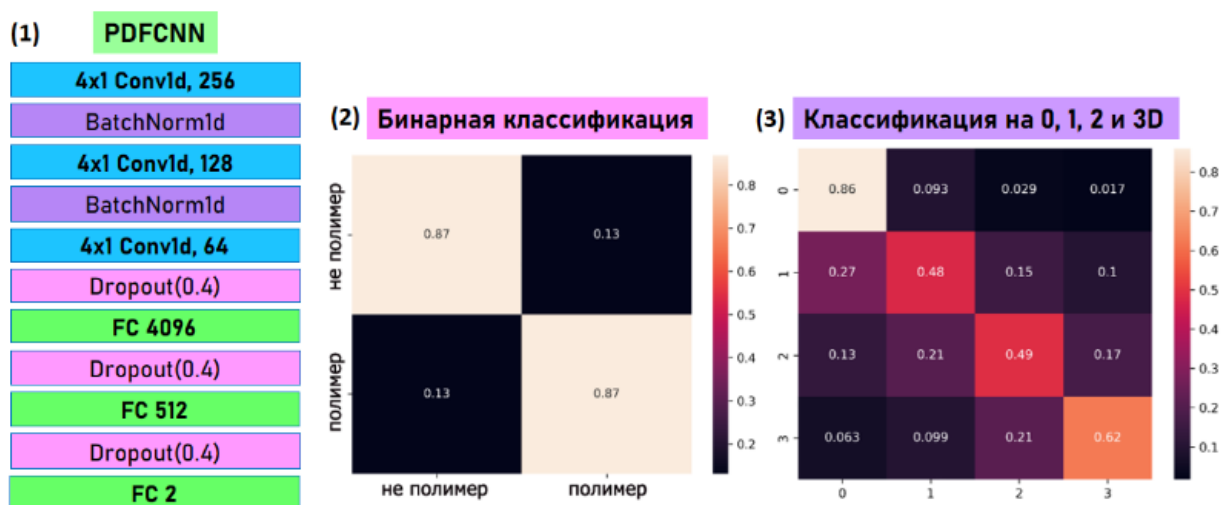 (1) PDFCNN
4x1 Conv1d, 256
BatchNorm1d
4x1 Conv1d, 128
BatchNorm1d
4x1 Conv1d, 64
Dropout(0.4)
FC 4096
Dropout(0.4)
FC 512
Dropout(0.4)
FC 2
(2) Бинарная классификация
не полимер
0.87 0.13
полимер
0.13 0.87
не полимер полимер
0.8
0.7
0.6
0.5
0.4
0.3
0.2
(3) Классификация на 0, 1, 2 и 3D
0 0.86 0.093 0.029 0.017
1 0.27 0.48 0.15 0.1
2 0.13 0.21 0.49 0.17
3 0.063 0.099 0.21 0.62
0 1 2 3
0.8
0.7
0.6
0.5
0.4
0.3
0.2
0.1